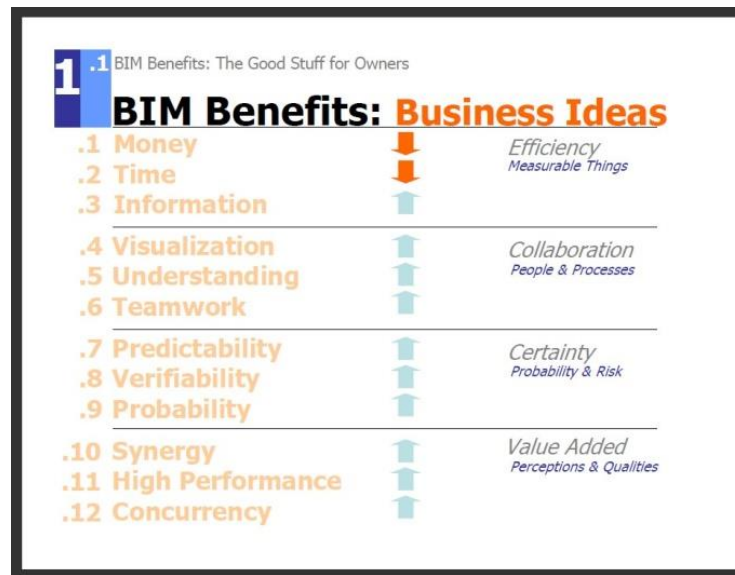 1 .1 BIM Benefits: The Good Stuff for Owners
BIM Benefits: Business Ideas
.1 Money
.2 Time
.3 Information
Efficiency
Measurable Things
.4 Visualization
.5 Understanding
.6 Teamwork
Collaboration
People & Processes
.7 Predictability
.8 Verifiability
.9 Probability
Certainty
Probability & Risk
.10 Synergy
.11 High Performance
.12 Concurrency
Value Added
Perceptions & Qualities